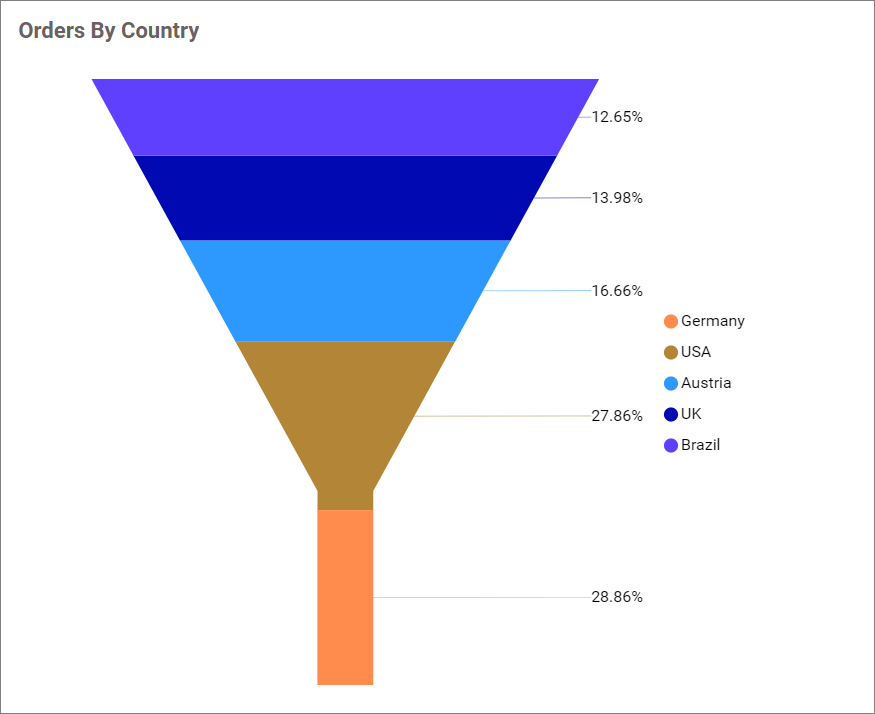 Orders By Country
12.65%
13.98%
16.66%
27.86%
28.86%
Germany
USA
Austria
UK
Brazil